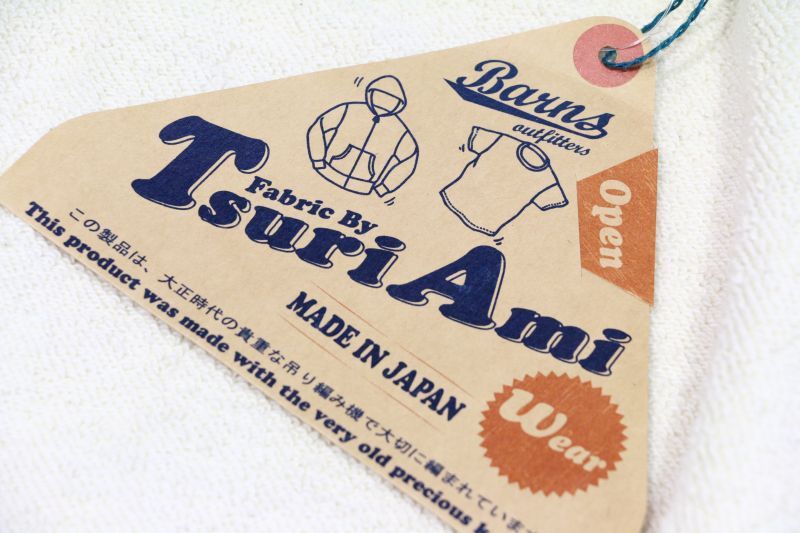 Barns
outfitters
Open
Fabric By
Tsuri Ami
MADE IN JAPAN
Wear
この製品は、大正時代の貴重な吊り編み機で大切に編まれています
This product was made with the very old precious